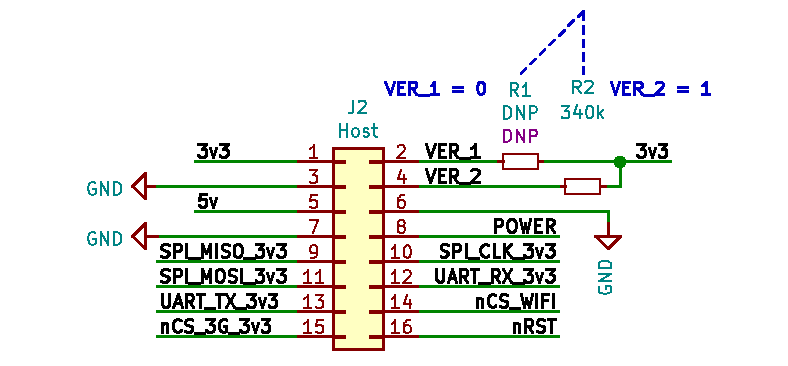 VER_1 = 0
R1
R2
VER_2 = 1
J2
DNP
340k
Host
DNP
3v3
1
2
VER_1
3v3
GND
3
4
VER_2
5v
5
6
GND
7
8
POWER
SPI_MISO_3v3
9
10
SPI_CLK_3v3
GND
SPI_MOSI_3v3
11
12
UART_RX_3v3
UART_TX_3v3
13
14
nCS_WIFI
nCS_3G_3v3
15
16
nRST